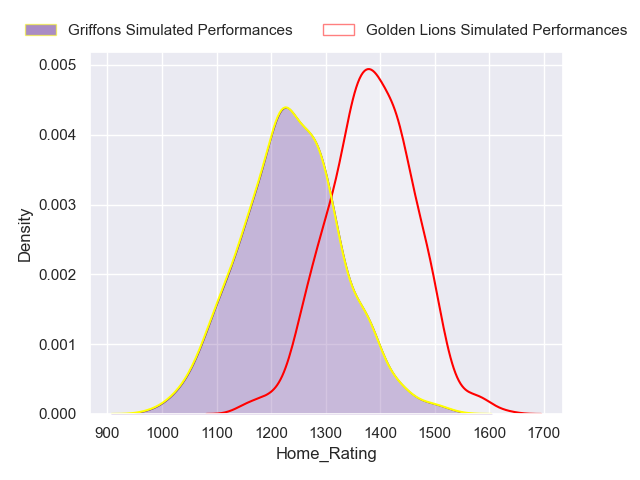 Griffons Simulated Performances
Golden Lions Simulated Performances
0.005
0.004
0.003
0.002
0.001
0.000
Density
900 1000 1100 1200 1300 1400 1500 1600 1700
Home_Rating